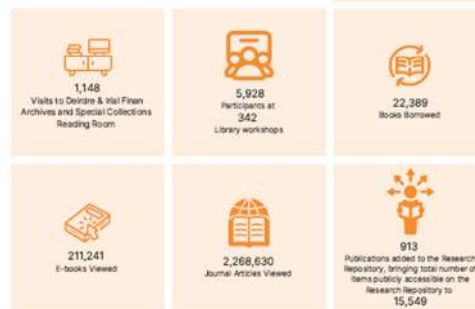 1,148
Visits to Deirdre & Irial Finan
Archives and Special Collections
Reading Room
5,928
Participants at
342
Library workshops
22,389
Books Borrowed
211,241
E-books Viewed
2,268,630
Journal Articles Viewed
913
Publications added to the Research
Repository, bringing total number of
items publicly accessible on the
Research Repository to
15,549